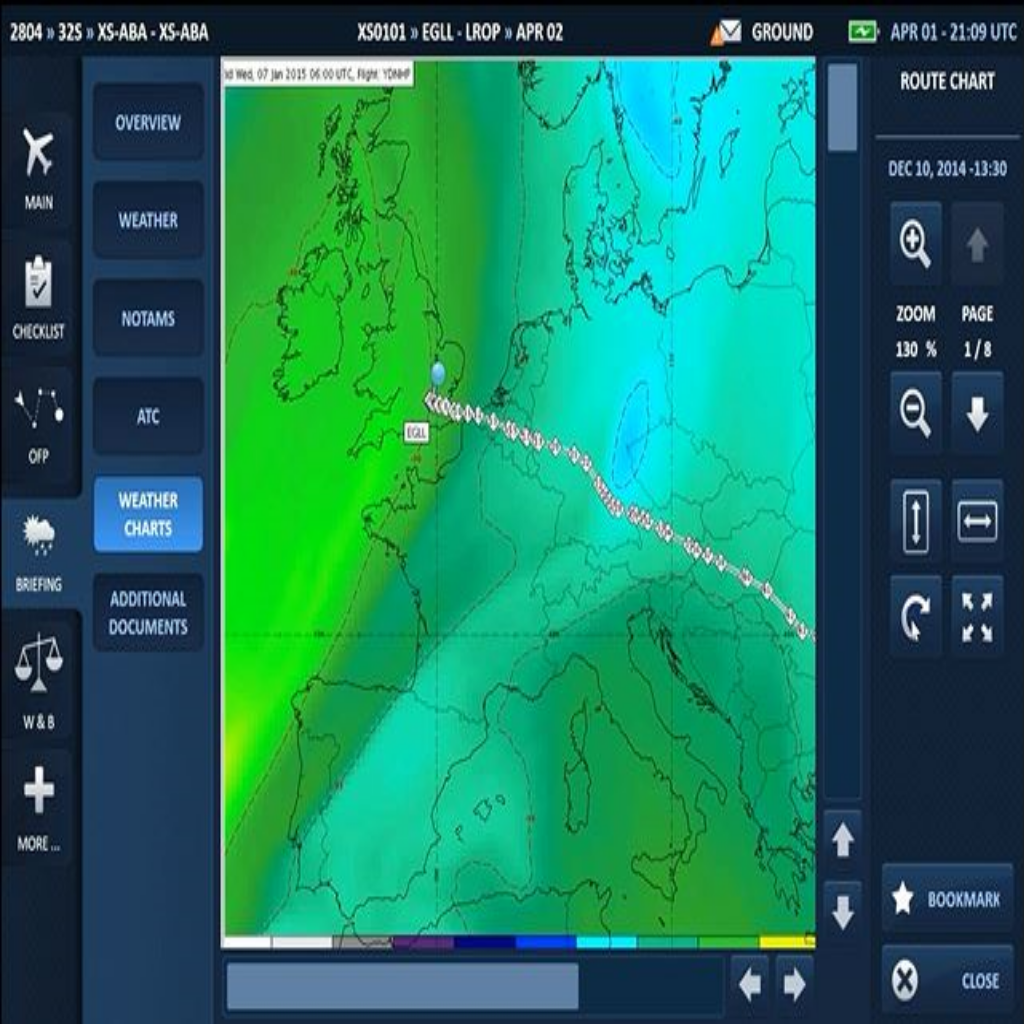 2804 » 32S » XS-ABA - XS-ABA
XS0101 » EGLL - LROP » APR 02
GROUND
APR 01 - 21:09 UTC
MAIN
CHECKLIST
OFP
BRIEFING
W & B
MORE ...
OVERVIEW
WEATHER
NOTAMS
ATC
WEATHER
CHARTS
ADDITIONAL
DOCUMENTS
Wed, 07 Jan 2015 06:00 UTC, Flight: YDNHP
EGLL
ROUTE CHART
DEC 10, 2014 -13:30
ZOOM PAGE
130 % 1 / 8
BOOKMARK
CLOSE